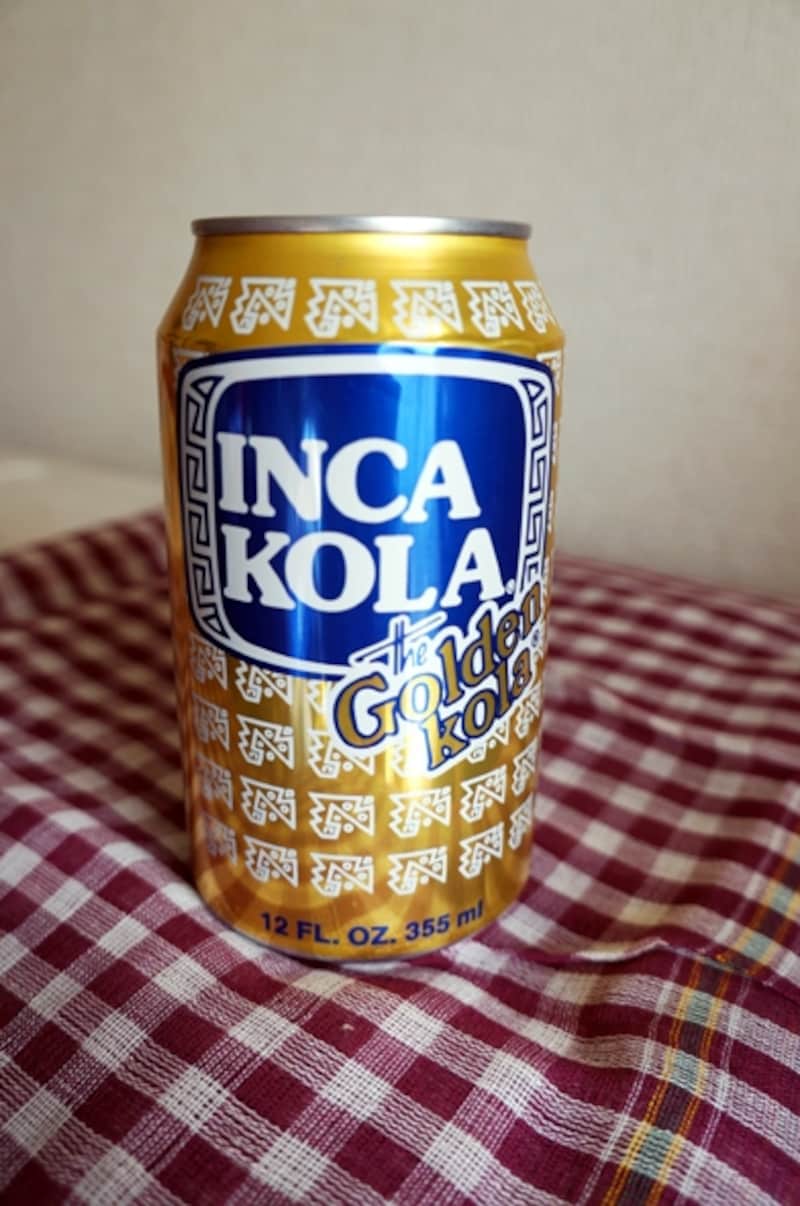 INCA
KOLA®
the
Golden
kola®
12 FL. OZ. 355 ml